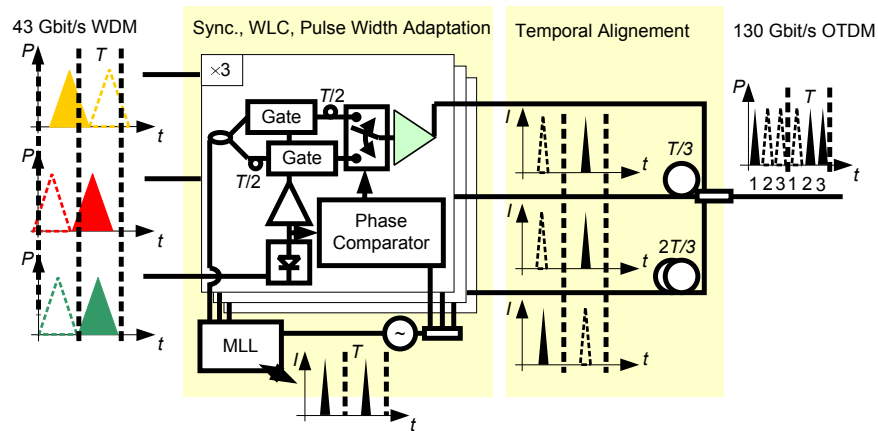 43 Gbit/s WDM
Sync., WLC, Pulse Width Adaptation
Temporal Alignement
130 Gbit/s OTDM
P
T
t
P
t
P
t
×3
Gate
T/2
Gate
T/2
Phase
Comparator
MLL
~
I
T
t
I
t
I
t
I
t
T/3
2T/3
P
T
t
1 2 3 1 2 3